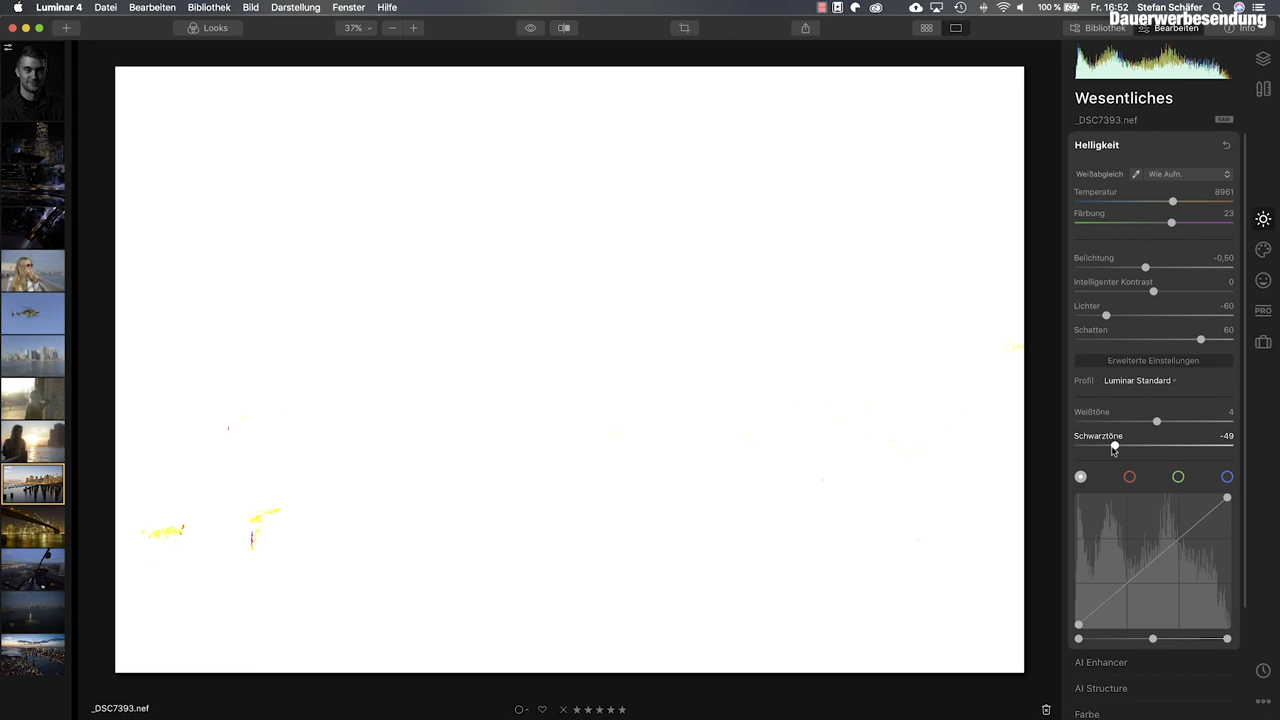 Luminar 4 Datei Bearbeiten Bibliothek Bild Darstellung Fenster Hilfe 100 % Fr. 16:52 Stefan Schäfer
Dauerwerbesendung
Looks 37% Bibliothek Bearbeiten Info
Wesentliches
_DSC7393.nef RAW
Helligkeit
Weißabgleich Wie Aufn.
Temperatur 8961
Färbung 23
Belichtung -0,50
Intelligenter Kontrast 0
Lichter -60
Schatten 60
PRO
Erweiterte Einstellungen
Profil Luminar Standard
Weißtöne 4
Schwarztöne -49
AI Enhancer
AI Structure
Farbe
_DSC7393.nef